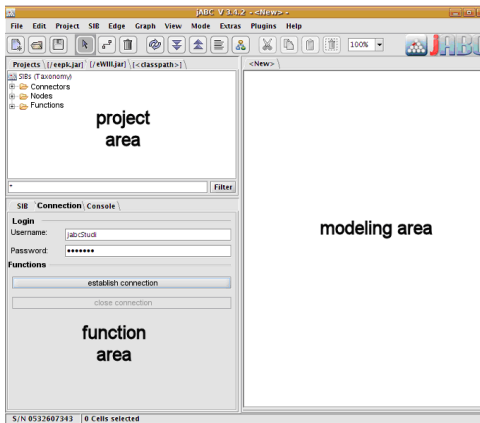 jABC V 3.4.2 - <New> -
File Edit Project SIB Edge Graph View Mode Extras Plugins Help
100%
jABC
Projects [/eepk.jar] [/eWIII.jar] [<classpath>]
<New>
SIBs (Taxonomy)
Connectors
Nodes
Functions
project
area
*
Filter
SIB Connection Console
Login
Username: jabcStudi
Password: •••••••
Functions
establish connection
close connection
function
area
modeling area
S/N 0532607343 0 Cells selected